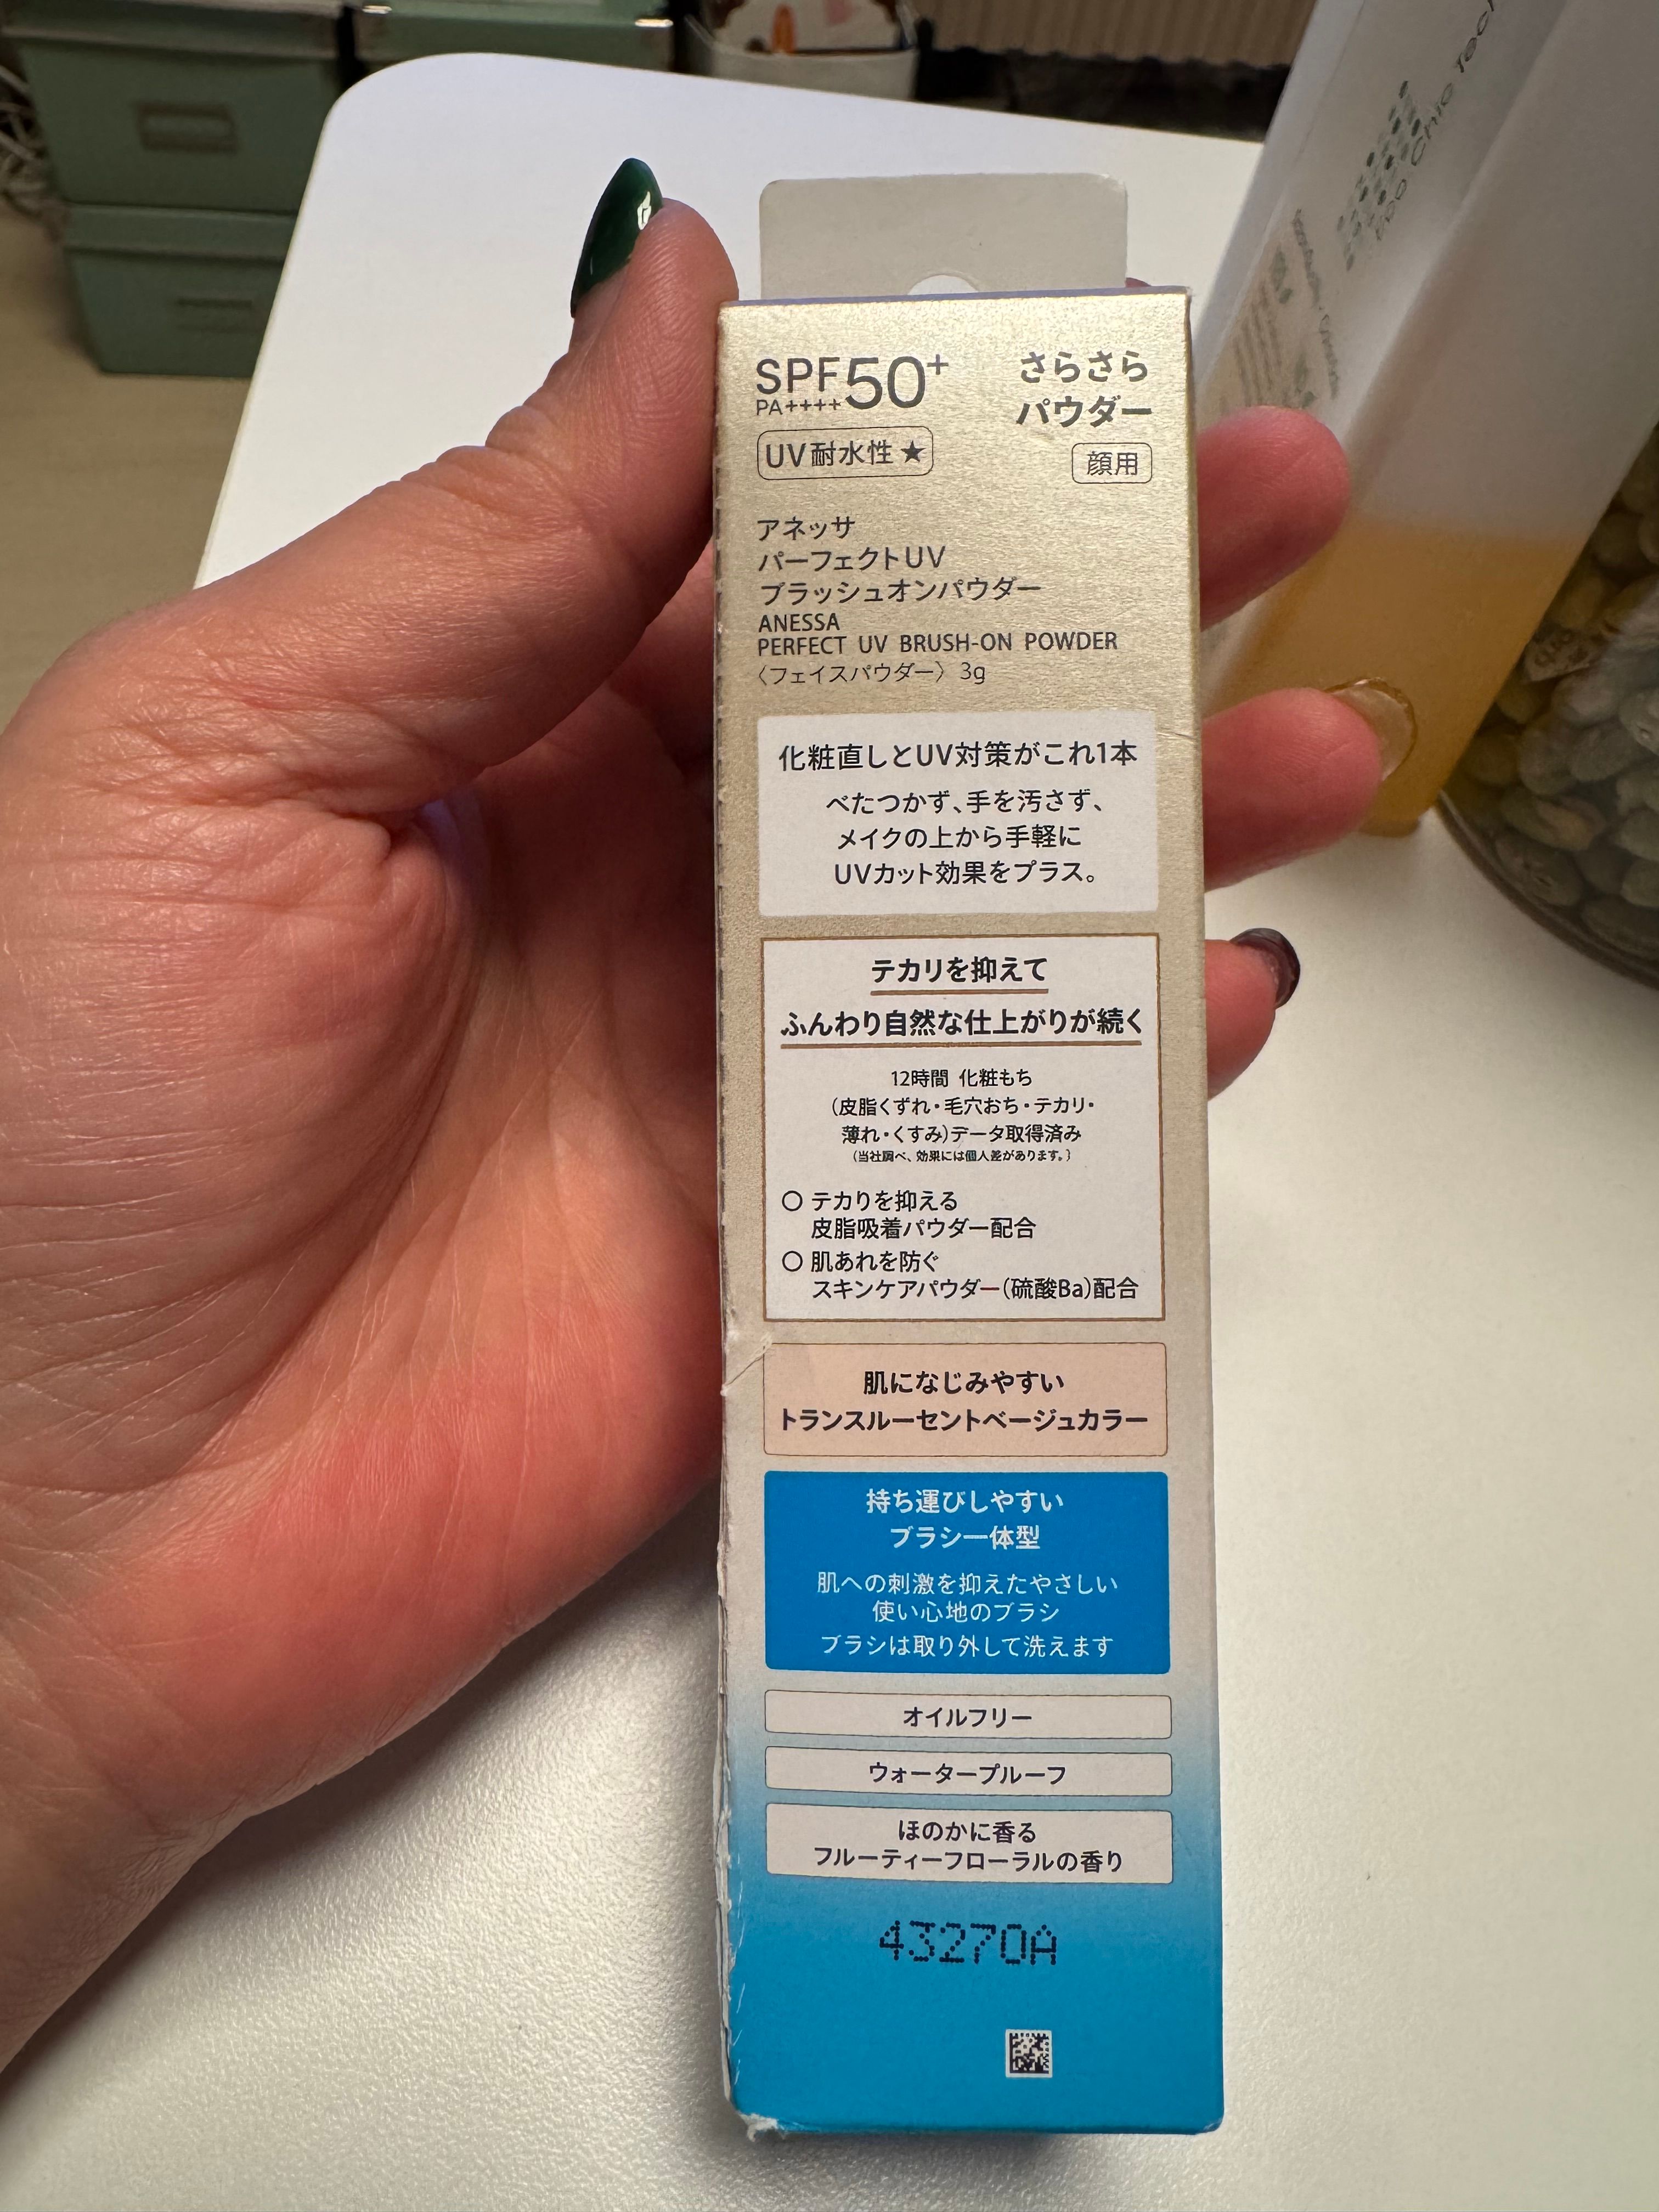 SPF50+
PA++++
さらさら
パウダー
UV耐水性★
顔用
アネッサ
パーフェクトUV
ブラッシュオンパウダー
ANESSA
PERFECT UV BRUSH-ON POWDER
〈フェイスパウダー〉 3g
化粧直しとUV対策がこれ1本
べたつかず、手を汚さず、
メイクの上から手軽に
UVカット効果をプラス。
テカリを抑えて
ふんわり自然な仕上がりが続く
12時間 化粧もち
(皮脂くずれ・毛穴おち・テカリ・
薄れ・くすみ)データ取得済み
(当社調べ、効果には個人差があります。)
○ テカりを抑える
皮脂吸着パウダー配合
○ 肌あれを防ぐ
スキンケアパウダー(硫酸Ba)配合
肌になじみやすい
トランスルーセントベージュカラー
持ち運びしやすい
ブラシ一体型
肌への刺激を抑えたやさしい
使い心地のブラシ
ブラシは取り外して洗えます
オイルフリー
ウォータープルーフ
ほのかに香る
フルーティーフローラルの香り
43270A